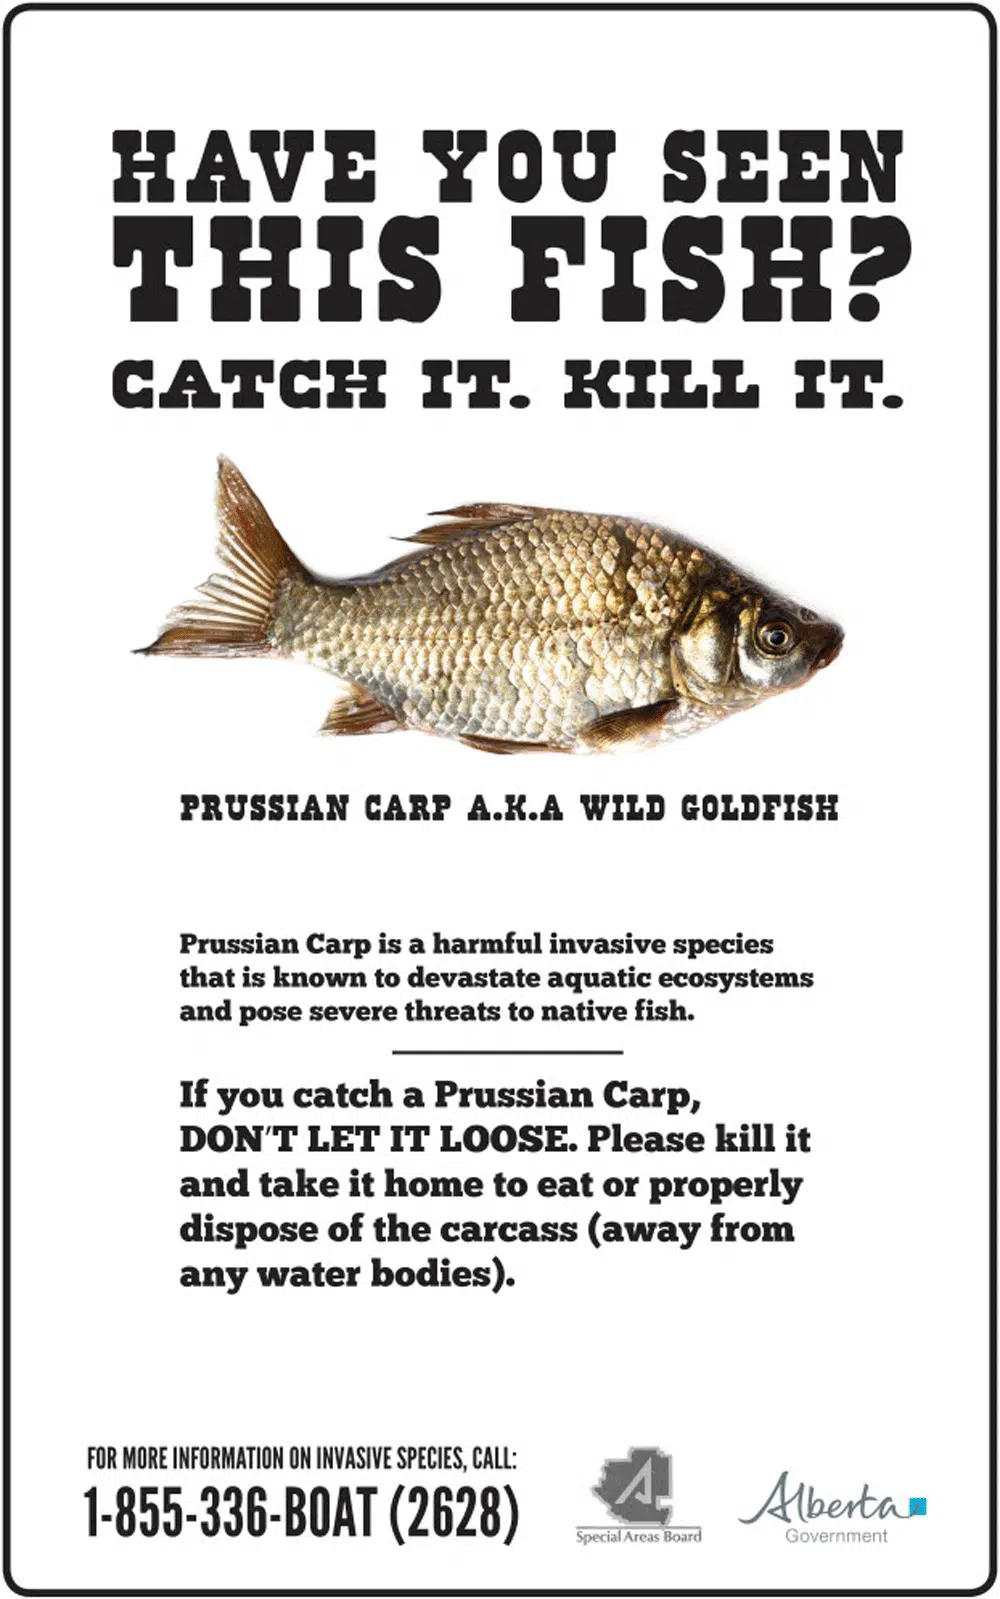 HAVE YOU SEEN
THIS FISH?
CATCH IT. KILL IT.
PRUSSIAN CARP A.K.A WILD GOLDFISH
Prussian Carp is a harmful invasive species
that is known to devastate aquatic ecosystems
and pose severe threats to native fish.
If you catch a Prussian Carp,
DON'T LET IT LOOSE. Please kill it
and take it home to eat or properly
dispose of the carcass (away from
any water bodies).
FOR MORE INFORMATION ON INVASIVE SPECIES, CALL:
1-855-336-BOAT (2628)
A
Special Areas Board
Alberta
Government